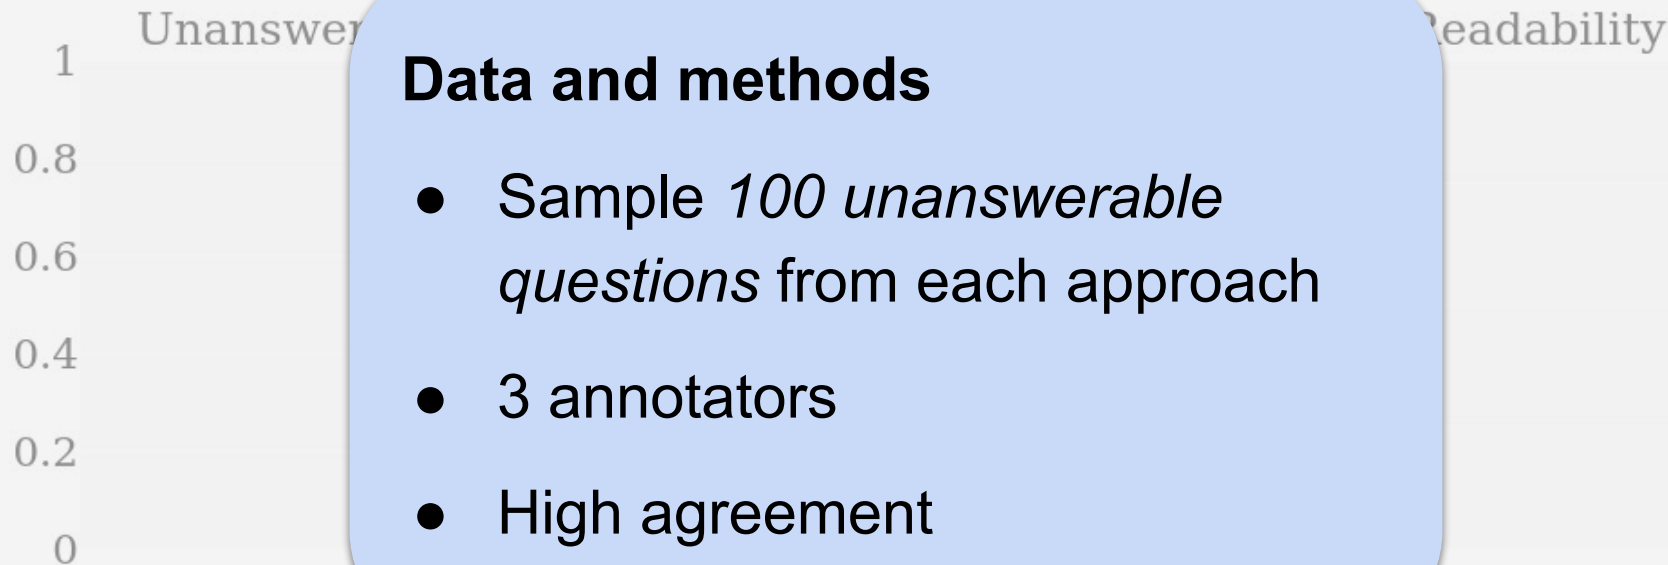 Data and methods
● Sample 100 unanswerable
questions from each approach
● 3 annotators
● High agreement
1
0.8
0.6
0.4
0.2
0